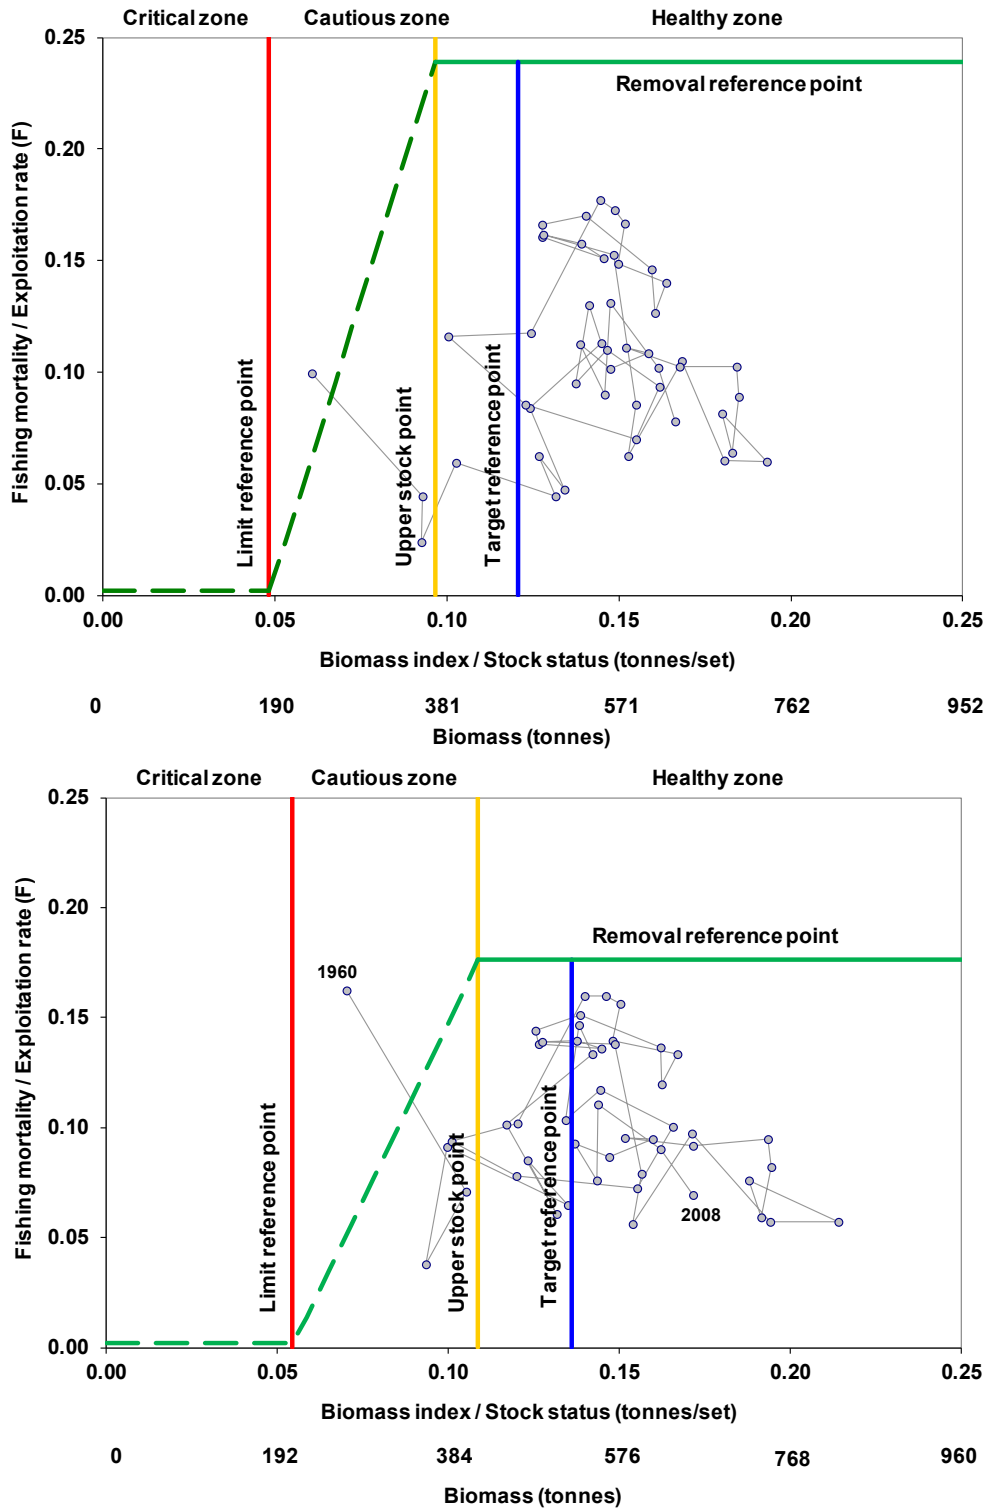 Critical zone Cautious zone Healthy zone
0.25
Removal reference point
0.20
0.15
0.10
0.05
0.00
Fishing mortality / Exploitation rate (F)
Limit reference point
Upper stock point
Target reference point
0.00 0.05 0.10 0.15 0.20 0.25
Biomass index / Stock status (tonnes/set)
0 190 381 571 762 952
Biomass (tonnes)
Critical zone Cautious zone Healthy zone
0.25
0.20
Removal reference point
1960
0.15
0.10
0.05
0.00
Fishing mortality / Exploitation rate (F)
Limit reference point
Upper stock point
Target reference point
2008
0.00 0.05 0.10 0.15 0.20 0.25
Biomass index / Stock status (tonnes/set)
0 192 384 576 768 960
Biomass (tonnes)